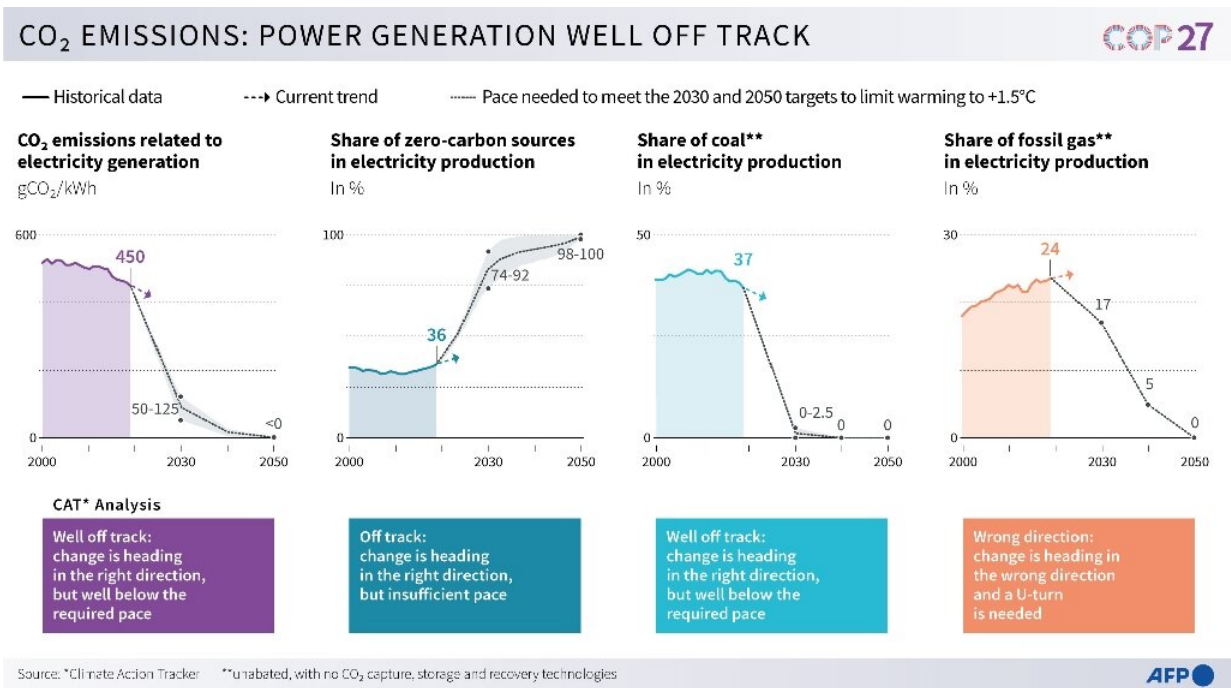 CO₂ EMISSIONS: POWER GENERATION WELL OFF TRACK
COP27
Historical data
Current trend
Pace needed to meet the 2030 and 2050 targets to limit warming to +1.5°C
CO₂ emissions related to
electricity generation
gCO₂/kWh
600
450
50-125
<0
0
2000
2030
2050
Share of zero-carbon sources
in electricity production
In %
100
98-100
74-92
36
0
2000
2030
2050
Share of coal**
in electricity production
In %
50
37
0-2.5
0
0
0
2000
2030
2050
Share of fossil gas**
in electricity production
In %
30
24
17
5
0
0
2000
2030
2050
CAT* Analysis
Well off track:
change is heading
in the right direction,
but well below the
required pace
Off track:
change is heading
in the right direction,
but insufficient pace
Well off track:
change is heading
in the right direction,
but well below the
required pace
Wrong direction:
change is heading in
the wrong direction
and a U-turn
is needed
Source: *Climate Action Tracker **unabated, with no CO₂ capture, storage and recovery technologies
AFP